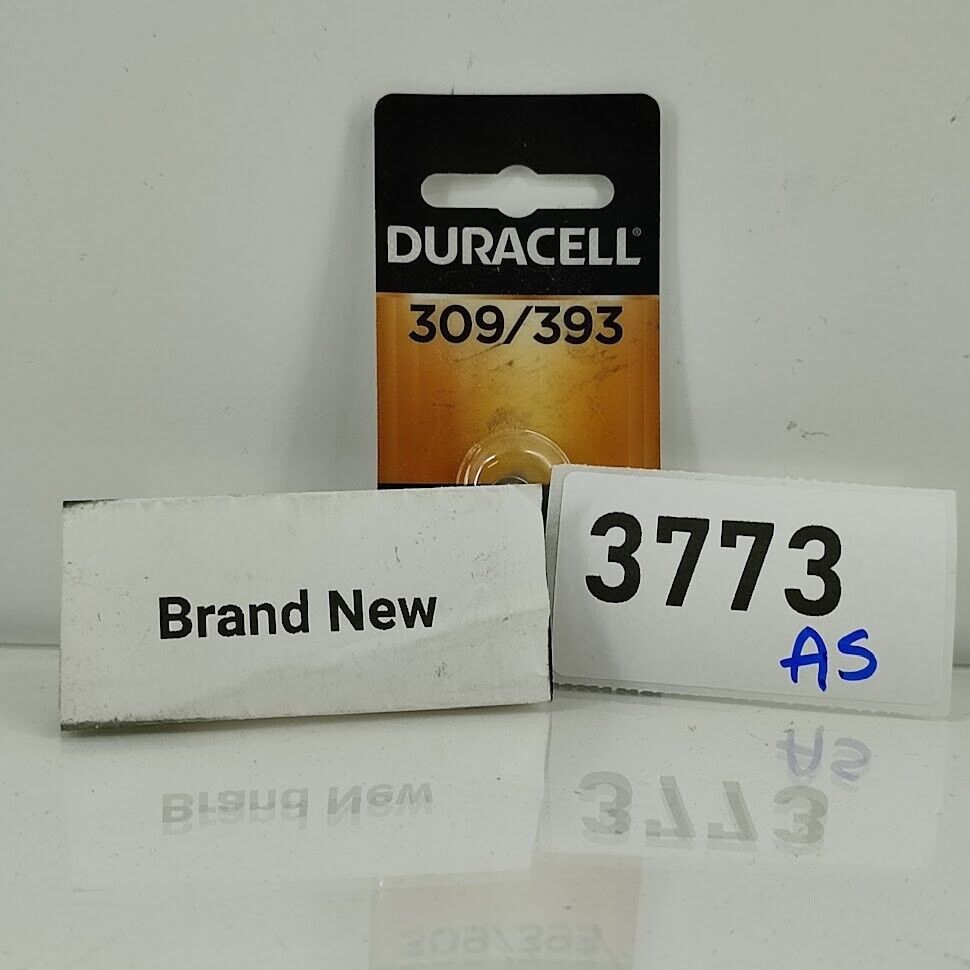 DURACELL®
309/393
Brand New
3773
AS